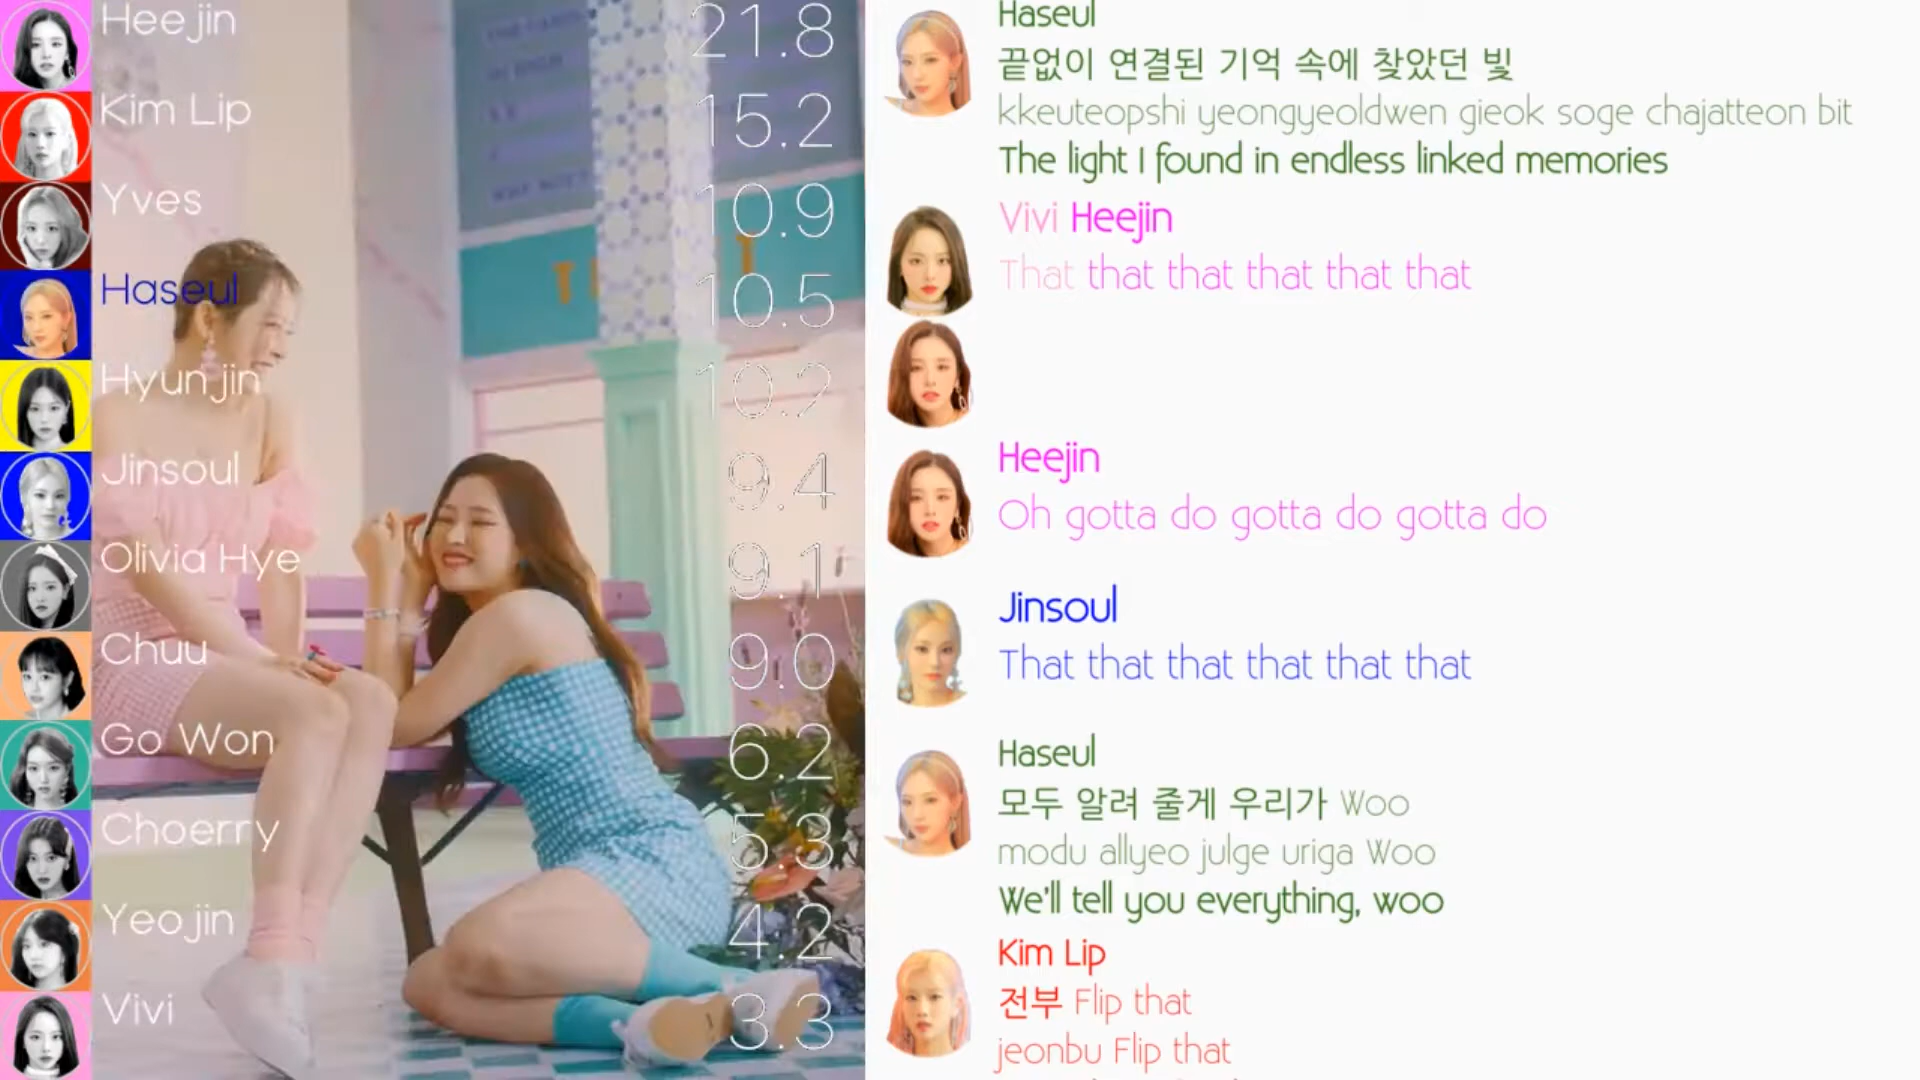 Heejin 21.8
Kim Lip 15.2
Yves 10.9
Haseul 10.5
Hyunjin 10.2
Jinsoul 9.4
Olivia Hye 9.1
Chuu 9.0
Go Won 6.2
Choerry 5.3
Yeojin 4.2
Vivi 3.3
Haseul
끝없이 연결된 기억 속에 찾았던 빛
kkeuteopshi yeongyeoldwen gieok soge chajatteon bit
The light I found in endless linked memories
Vivi Heejin
That that that that that that
Heejin
Oh gotta do gotta do gotta do
Jinsoul
That that that that that that
Haseul
모두 알려 줄게 우리가 Woo
modu allyeo julge uriga Woo
We'll tell you everything, woo
Kim Lip
전부 Flip that
jeonbu Flip that